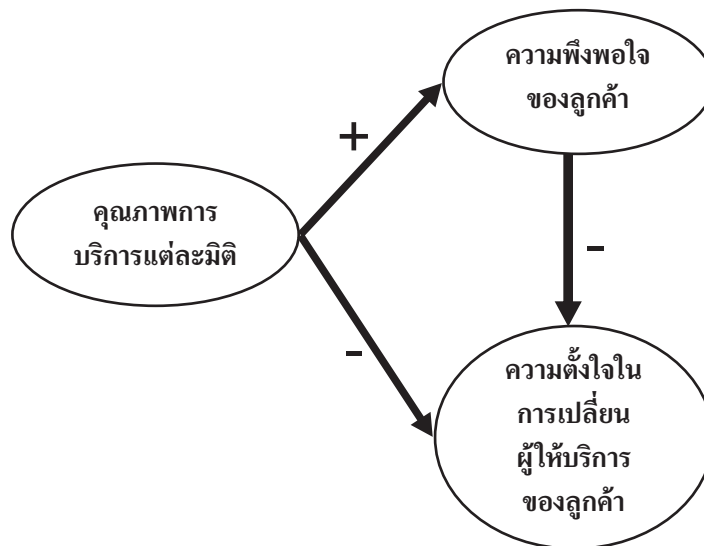 ความพึงพอใจ
ของลูกค้า
+
คุณภาพการ
บริการแต่ละมิติ
-
-
ความตั้งใจใน
การเปลี่ยน
ผู้ให้บริการ
ของลูกค้า